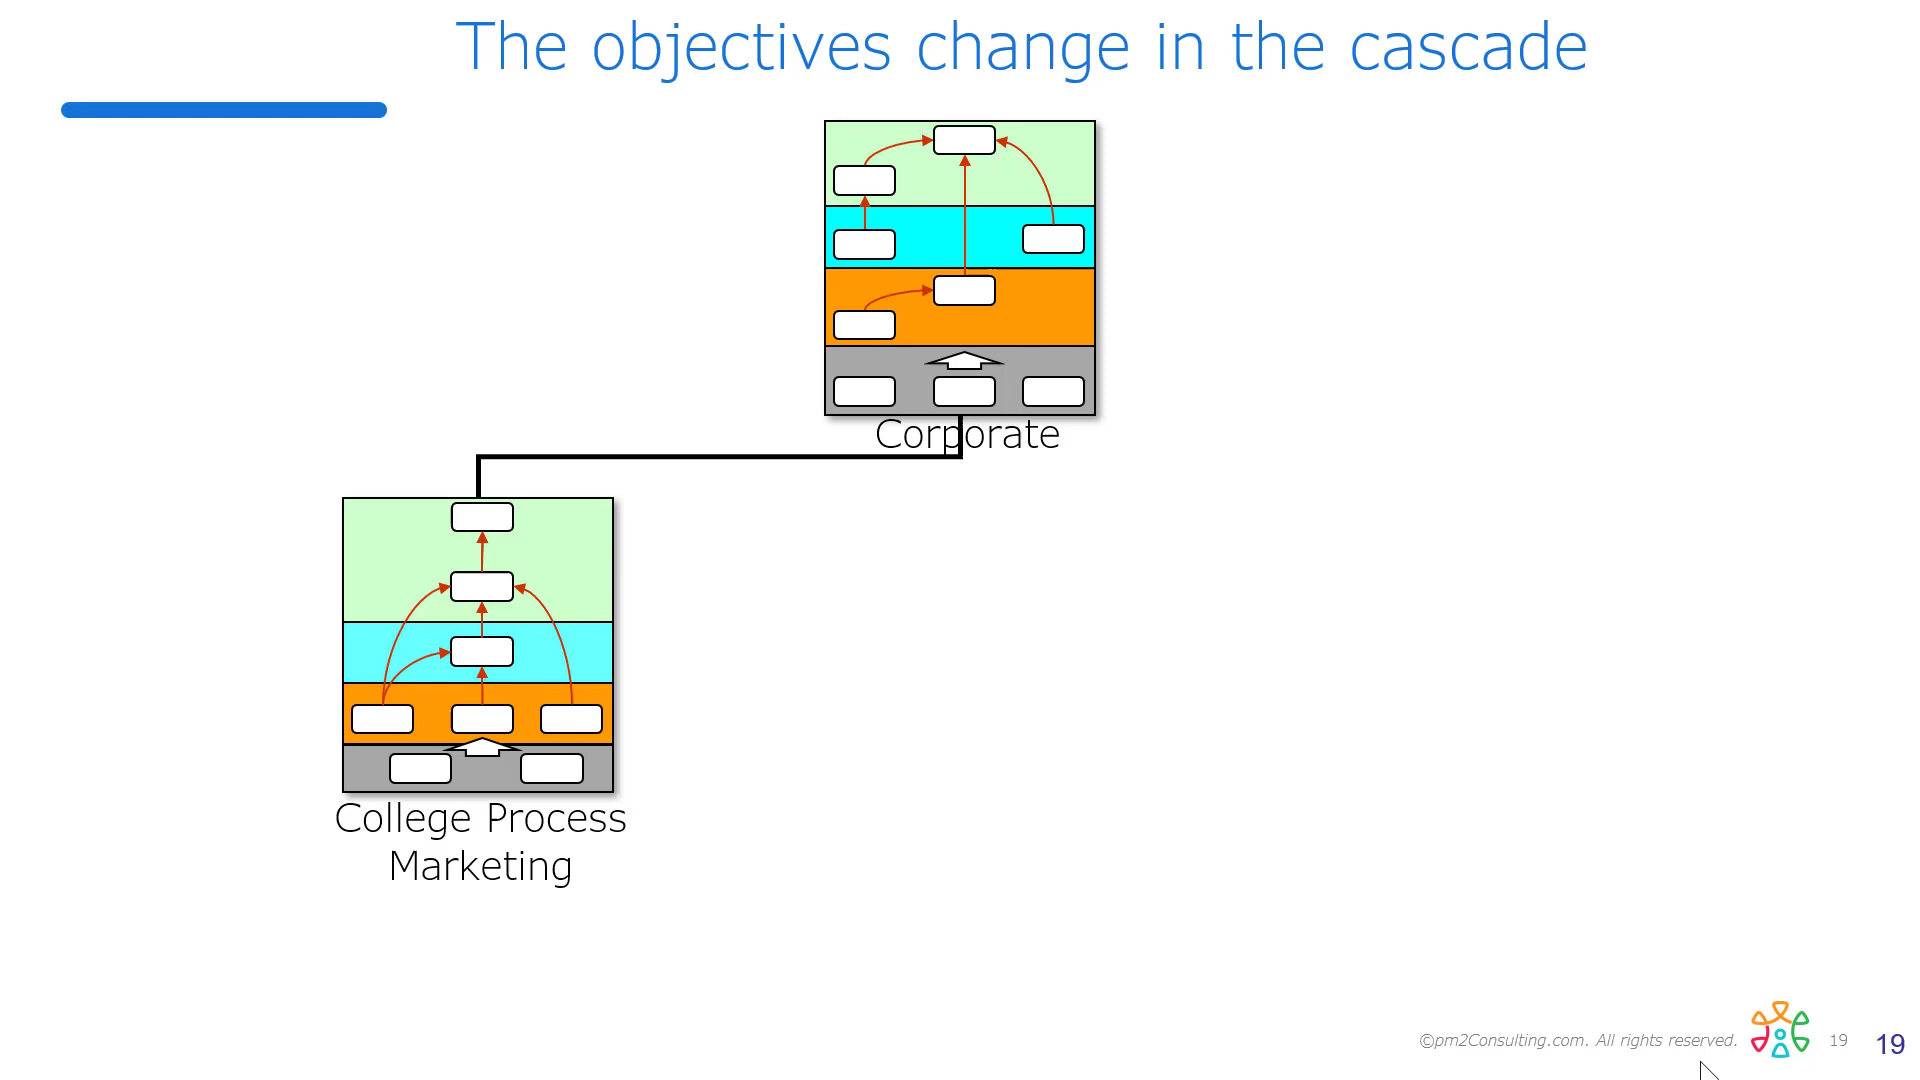 The objectives change in the cascade
Corporate
College Process
Marketing
©pm2Consulting.com. All rights reserved.
19
19